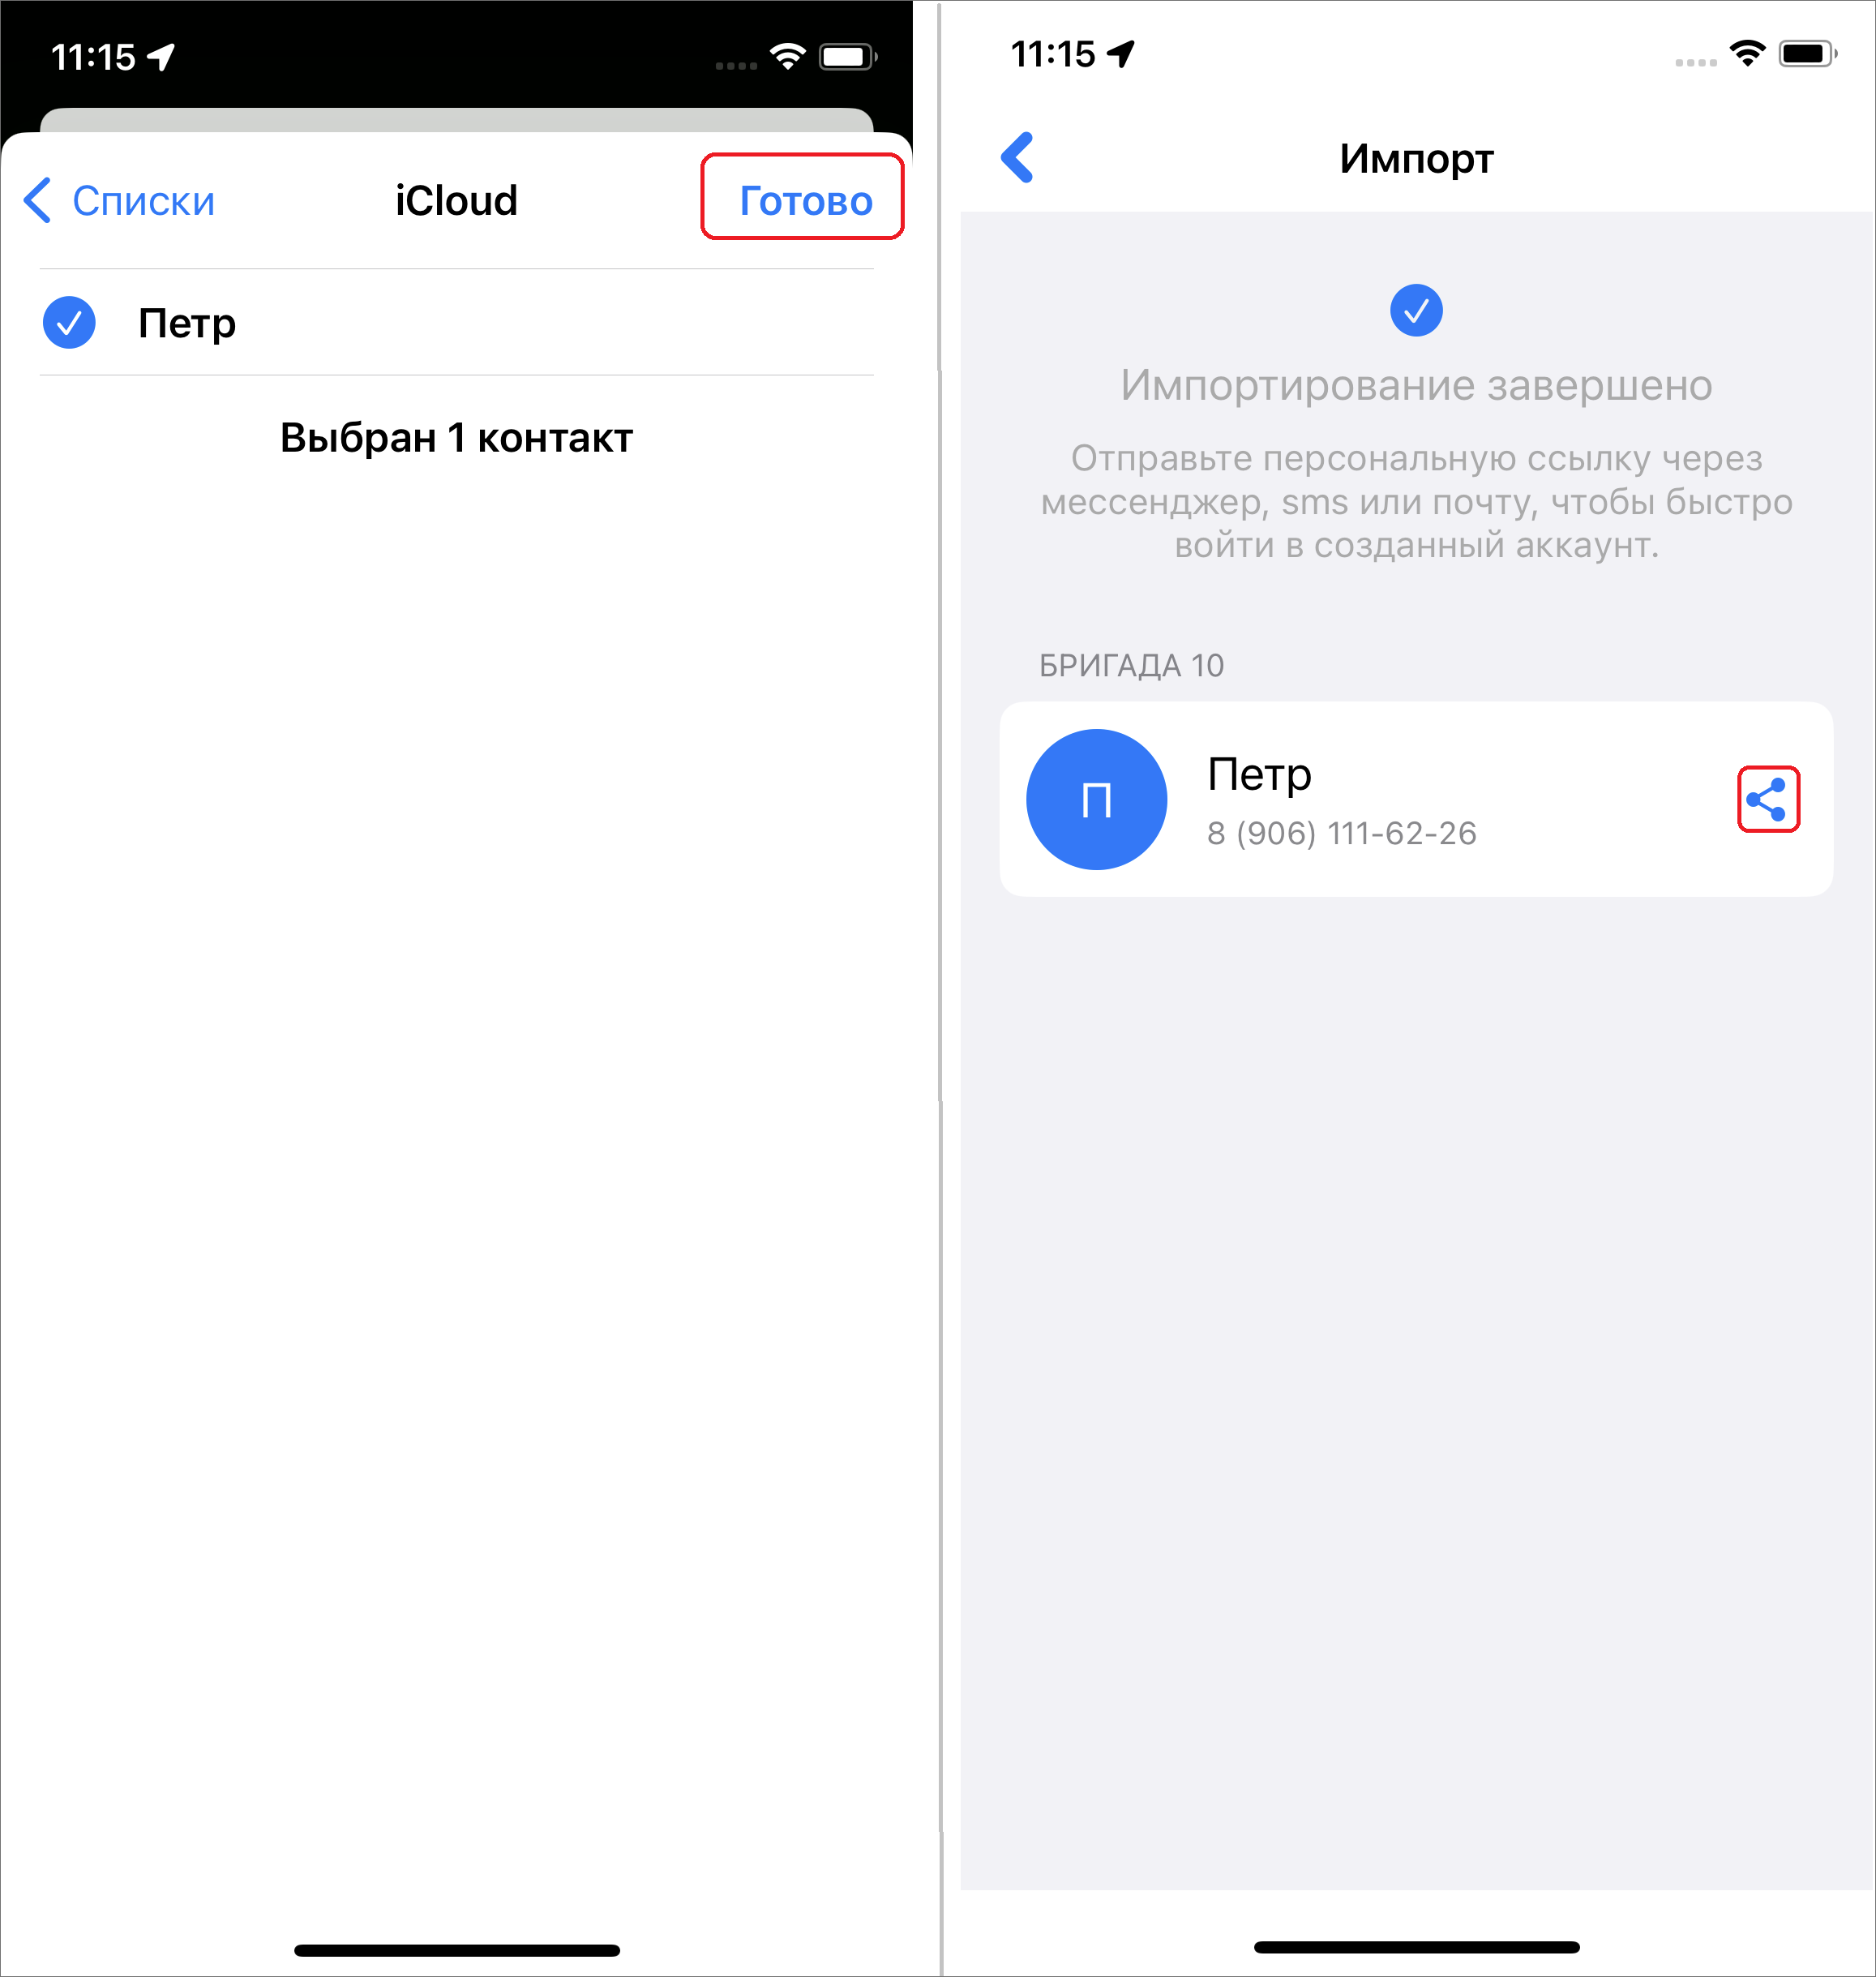 11:15
Списки
iCloud
Готово
Петр
Выбран 1 контакт
11:15
Импорт
Импортирование завершено
Отправьте персональную ссылку через
мессенджер, sms или почту, чтобы быстро
войти в созданный аккаунт.
БРИГАДА 10
П
Петр
8 (906) 111-62-26